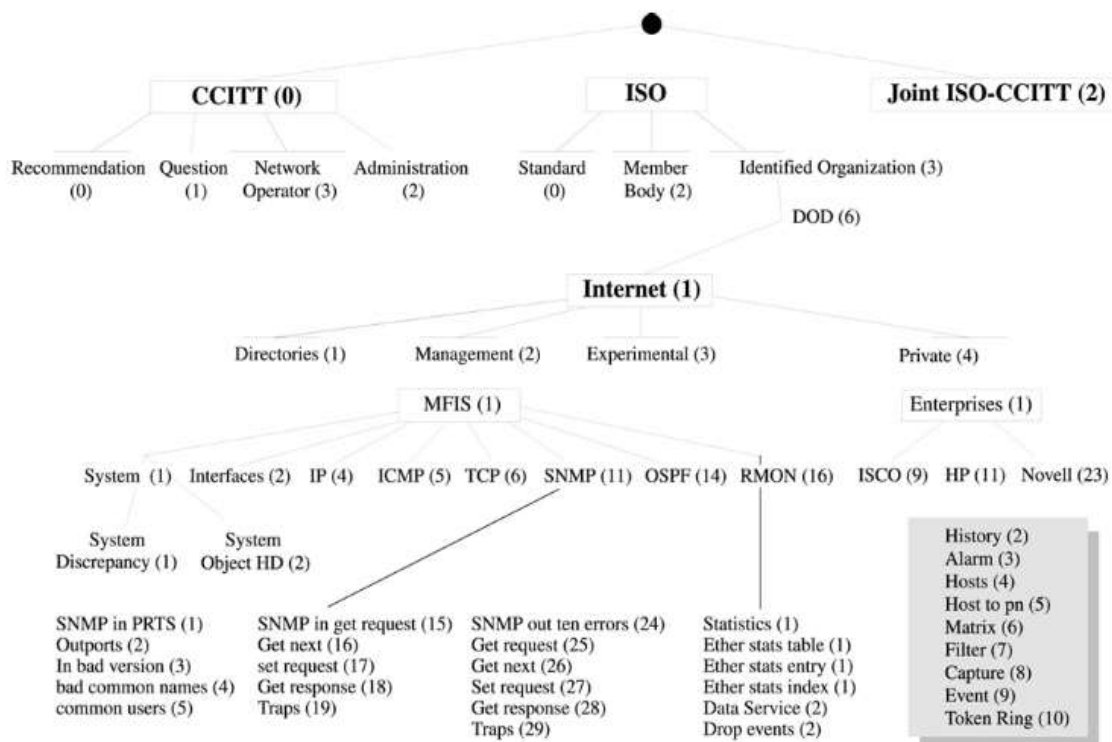 CCITT (0)
ISO
Joint ISO-CCITT (2)
Recommendation
(0)
Question
(1)
Network
Operator (3)
Administration
(2)
Standard
(0)
Member
Body (2)
Identified Organization (3)
DOD (6)
Internet (1)
Directories (1)
Management (2)
Experimental (3)
Private (4)
MFIS (1)
Enterprises (1)
System (1)
Interfaces (2)
IP (4)
ICMP (5)
TCP (6)
SNMP (11)
OSPF (14)
RMON (16)
ISCO (9)
HP (11)
Novell (23)
System
Discrepancy (1)
System
Object HD (2)
SNMP in PRTS (1)
Outports (2)
In bad version (3)
bad common names (4)
common users (5)
SNMP in get request (15)
Get next (16)
set request (17)
Get response (18)
Traps (19)
SNMP out ten errors (24)
Get request (25)
Get next (26)
Set request (27)
Get response (28)
Traps (29)
Statistics (1)
Ether stats table (1)
Ether stats entry (1)
Ether stats index (1)
Data Service (2)
Drop events (2)
History (2)
Alarm (3)
Hosts (4)
Host to pn (5)
Matrix (6)
Filter (7)
Capture (8)
Event (9)
Token Ring (10)